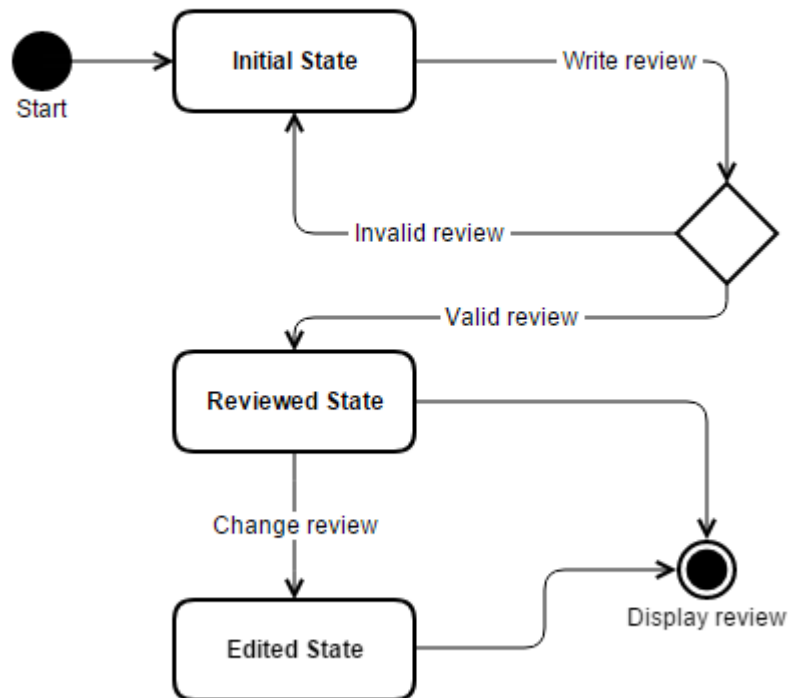 Initial State
Write review
Start
Invalid review
Valid review
Reviewed State
Change review
Display review
Edited State